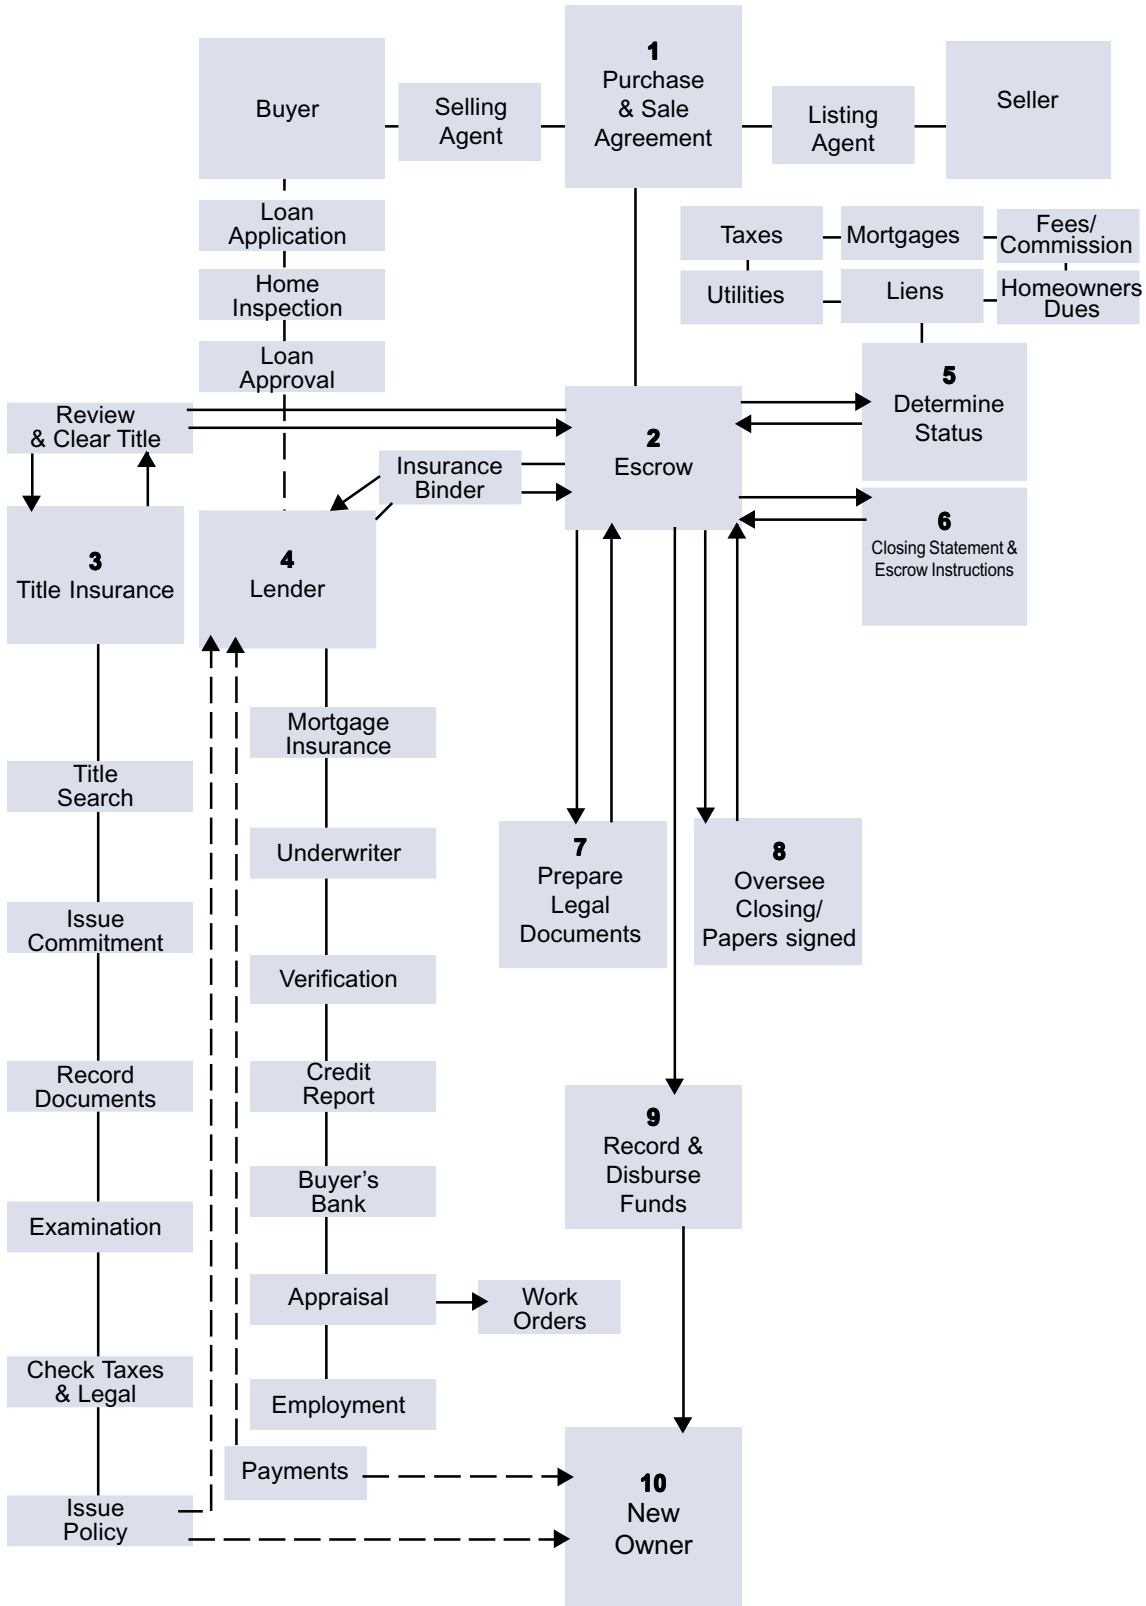 Buyer
Selling
Agent
1
Purchase
& Sale
Agreement
Listing
Agent
Seller
Loan
Application
Home
Inspection
Loan
Approval
Taxes
Mortgages
Fees/
Commission
Utilities
Liens
Homeowners
Dues
Review
& Clear Title
Insurance
Binder
2
Escrow
5
Determine
Status
3
Title Insurance
4
Lender
6
Closing Statement &
Escrow Instructions
Mortgage
Insurance
Title
Search
Underwriter
7
Prepare
Legal
Documents
8
Oversee
Closing/
Papers signed
Issue
Commitment
Verification
Record
Documents
Credit
Report
9
Record &
Disburse
Funds
Buyer's
Bank
Examination
Appraisal
Work
Orders
Check Taxes
& Legal
Employment
Payments
10
New
Owner
Issue
Policy